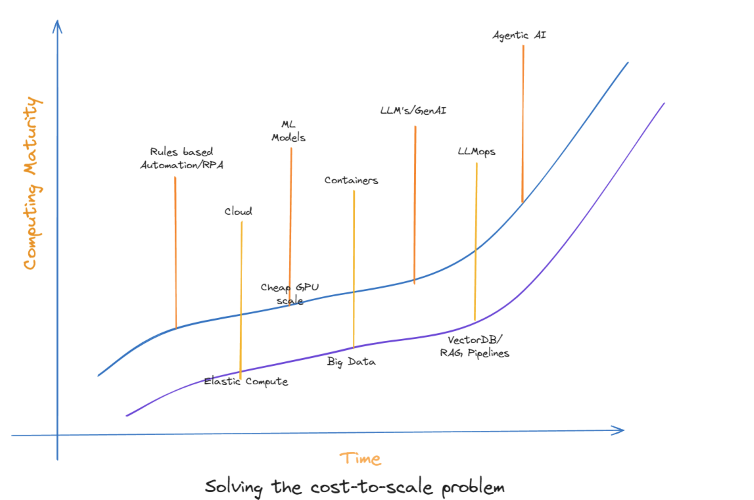 Agentic AI
LLM's/GenAI
ML
Models
Rules based
Automation/RPA
LLMops
Containers
Cloud
Computing Maturity
Cheap GPU
scale
VectorDB/
RAG Pipelines
Big Data
Elastic Compute
Time
Solving the cost-to-scale problem